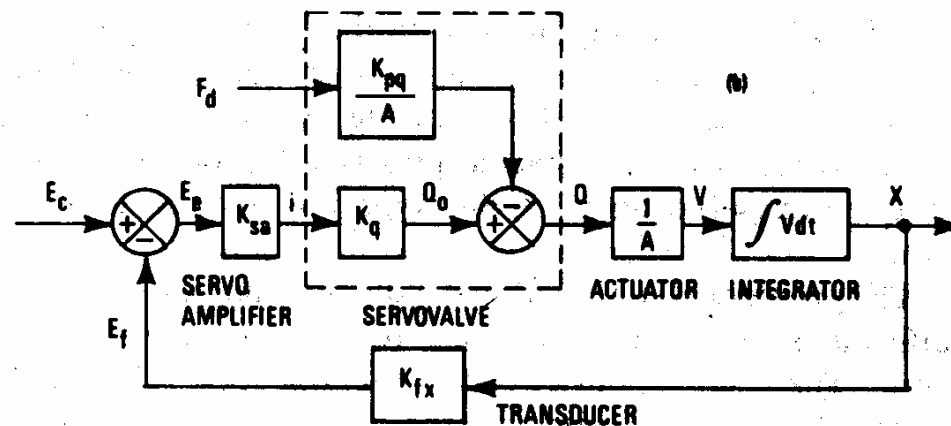 K_pq
A
F_d
(b)
E_c
+
-
E_e
K_sa
i
K_q
Q_o
+
-
Q
1
A
V
∫Vdt
X
SERVO
AMPLIFIER
SERVOVALVE
ACTUATOR
INTEGRATOR
E_f
K_fx
TRANSDUCER